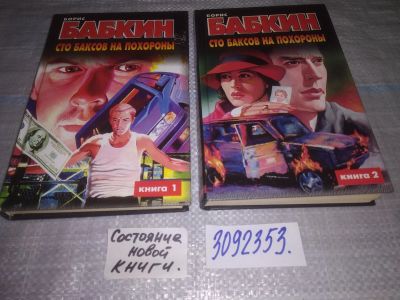 БОРИС
БАБКИН
СТО БАКСОВ НА ПОХОРОНЫ
КНИГА 1
БОРИС
БАБКИН
СТО БАКСОВ НА ПОХОРОНЫ
КНИГА 2
Состояние
новой
книги.
3092353.